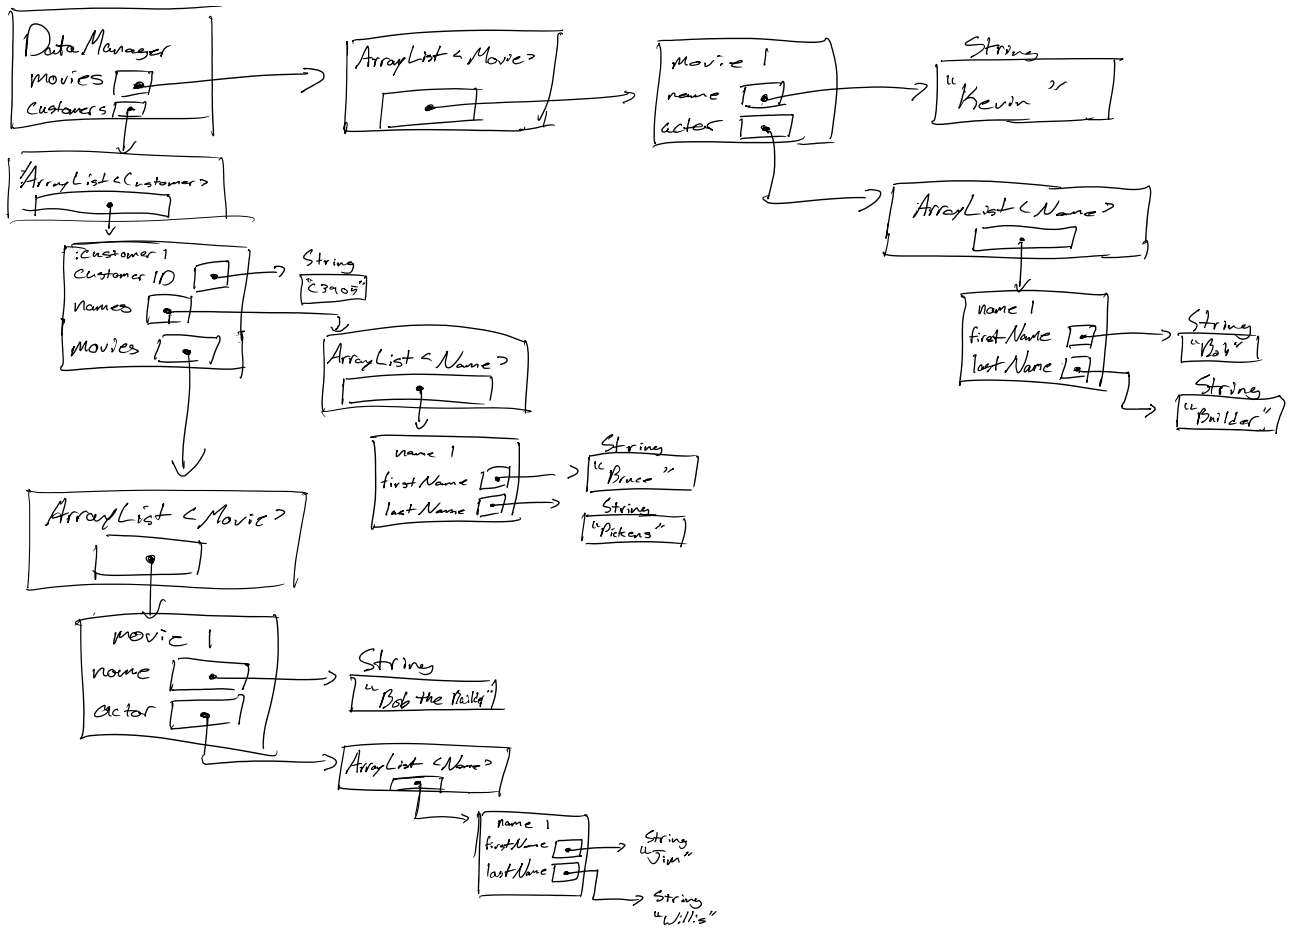 DataManager
movies
customers
ArrayList<Movie>
movie 1
name
actor
String
"Kevin"
ArrayList<Name>
name 1
firstName
lastName
String
"Bob"
String
"Builder"
ArrayList<Customer>
:customer1
customer ID
names
movies
String
"C3905"
ArrayList<Name>
name 1
firstName
lastName
String
"Bruce"
String
"Pickens"
ArrayList<Movie>
movie 1
name
actor
String
"Bob the Builder"
ArrayList<Name>
name 1
firstName
lastName
String
"Jim"
String
"Willis"